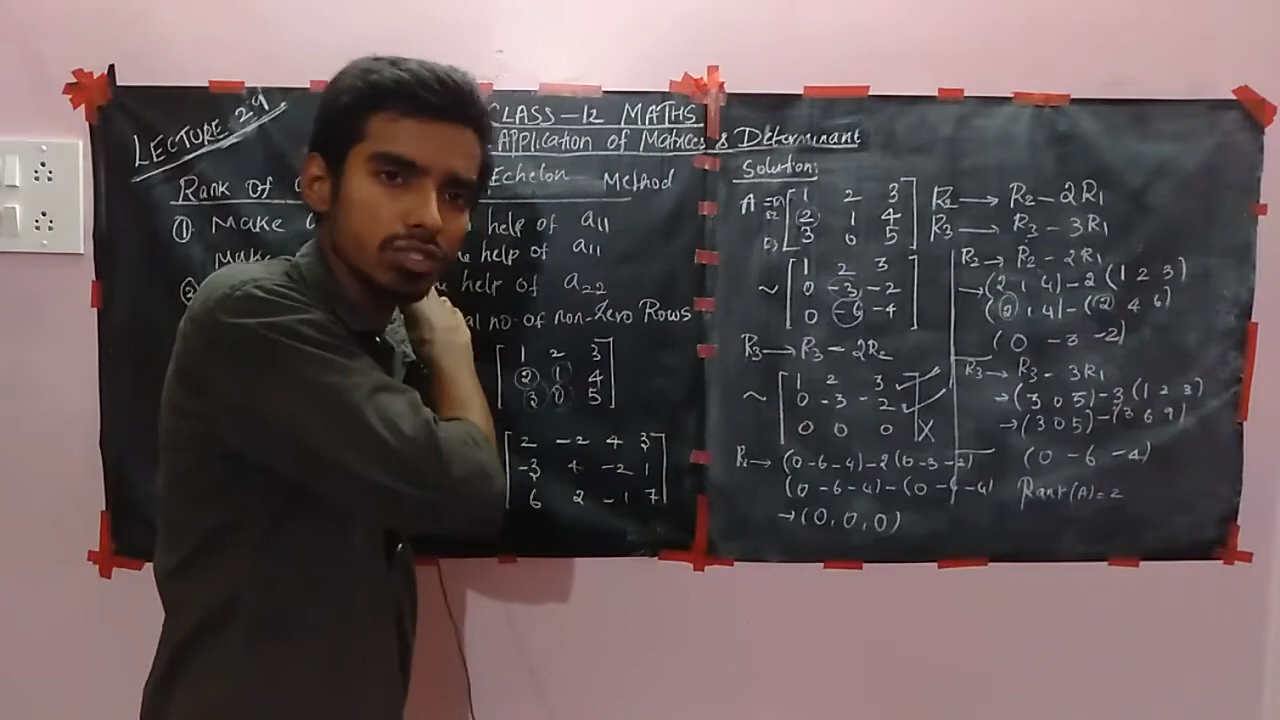 LECTURE 2.9
CLASS-12 MATHS
Application of Matrices & Determinant
Rank of
Echelon Method
① Make
help of a11
Make
help of a11
②
help of a22
no. of non-zero Rows
1 2 3
2 1 4
3 0 5
2 -2 4 3
-3 4 -2 1
6 2 -1 7
Solution:
A =
1 2 3
2 1 4
3 0 5
R2 → R2 - 2R1
R3 → R3 - 3R1
~
1 2 3
0 -3 -2
0 -6 -4
R3 → R3 - 2R2
~
1 2 3
0 -3 -2
0 0 0 X
(0 -6 -4) - 2(0 -3 -2)
(0 -6 -4) - (0 -6 -4)
→ (0, 0, 0)
R2 → R2 - 2R1
→ (2 1 4) - 2 (1 2 3)
(2 1 4) - (2 4 6)
(0 -3 -2)
R3 → R3 - 3R1
→ (3 0 5) - 3 (1 2 3)
→ (3 0 5) - (3 6 9)
(0 -6 -4)
Rank(A) = 2